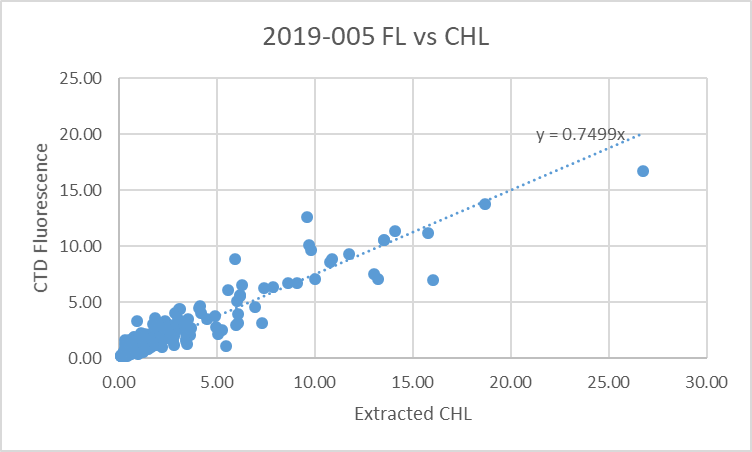 2019-005 FL vs CHL
25.00
20.00
15.00
10.00
5.00
0.00
CTD Fluorescence
y = 0.7499x
0.00 5.00 10.00 15.00 20.00 25.00 30.00
Extracted CHL